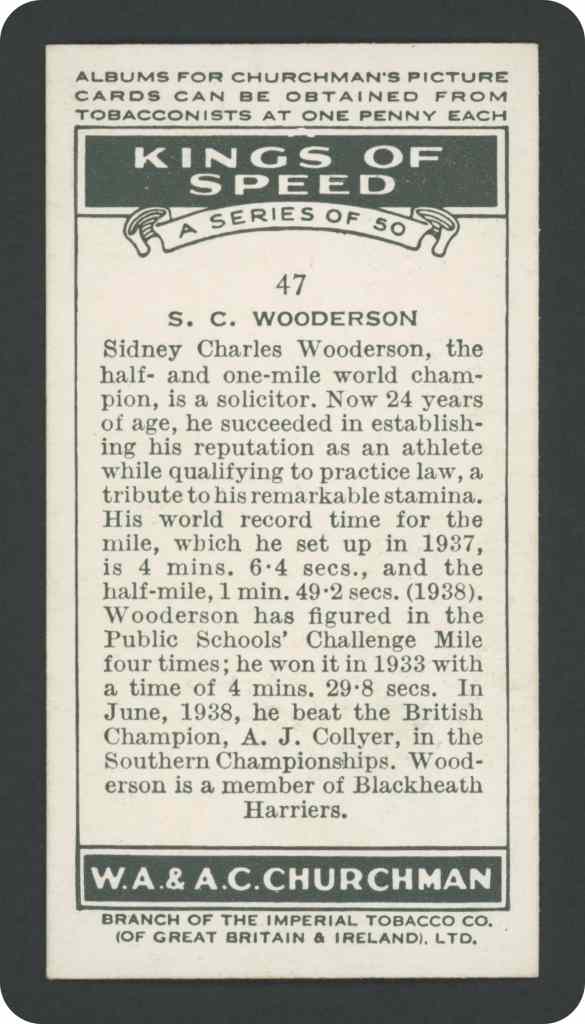 ALBUMS FOR CHURCHMAN'S PICTURE
CARDS CAN BE OBTAINED FROM
TOBACCONISTS AT ONE PENNY EACH
KINGS OF
SPEED
A SERIES OF 50
47
S. C. WOODERSON
Sidney Charles Wooderson, the
half- and one-mile world cham-
pion, is a solicitor. Now 24 years
of age, he succeeded in establish-
ing his reputation as an athlete
while qualifying to practice law, a
tribute to his remarkable stamina.
His world record time for the
mile, which he set up in 1937,
is 4 mins. 6·4 secs., and the
half-mile, 1 min. 49·2 secs. (1938).
Wooderson has figured in the
Public Schools' Challenge Mile
four times; he won it in 1933 with
a time of 4 mins. 29·8 secs. In
June, 1938, he beat the British
Champion, A. J. Collyer, in the
Southern Championships. Wood-
erson is a member of Blackheath
Harriers.
W.A.& A.C.CHURCHMAN
BRANCH OF THE IMPERIAL TOBACCO CO.
(OF GREAT BRITAIN & IRELAND), LTD.